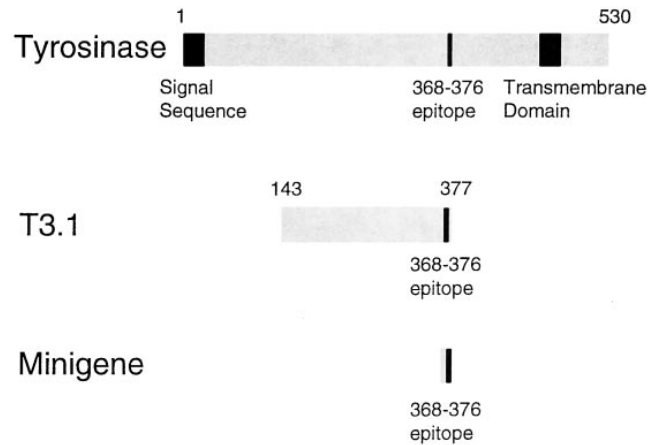 1 530
Tyrosinase
Signal
Sequence
368-376
epitope
Transmembrane
Domain
143 377
T3.1
368-376
epitope
Minigene
368-376
epitope